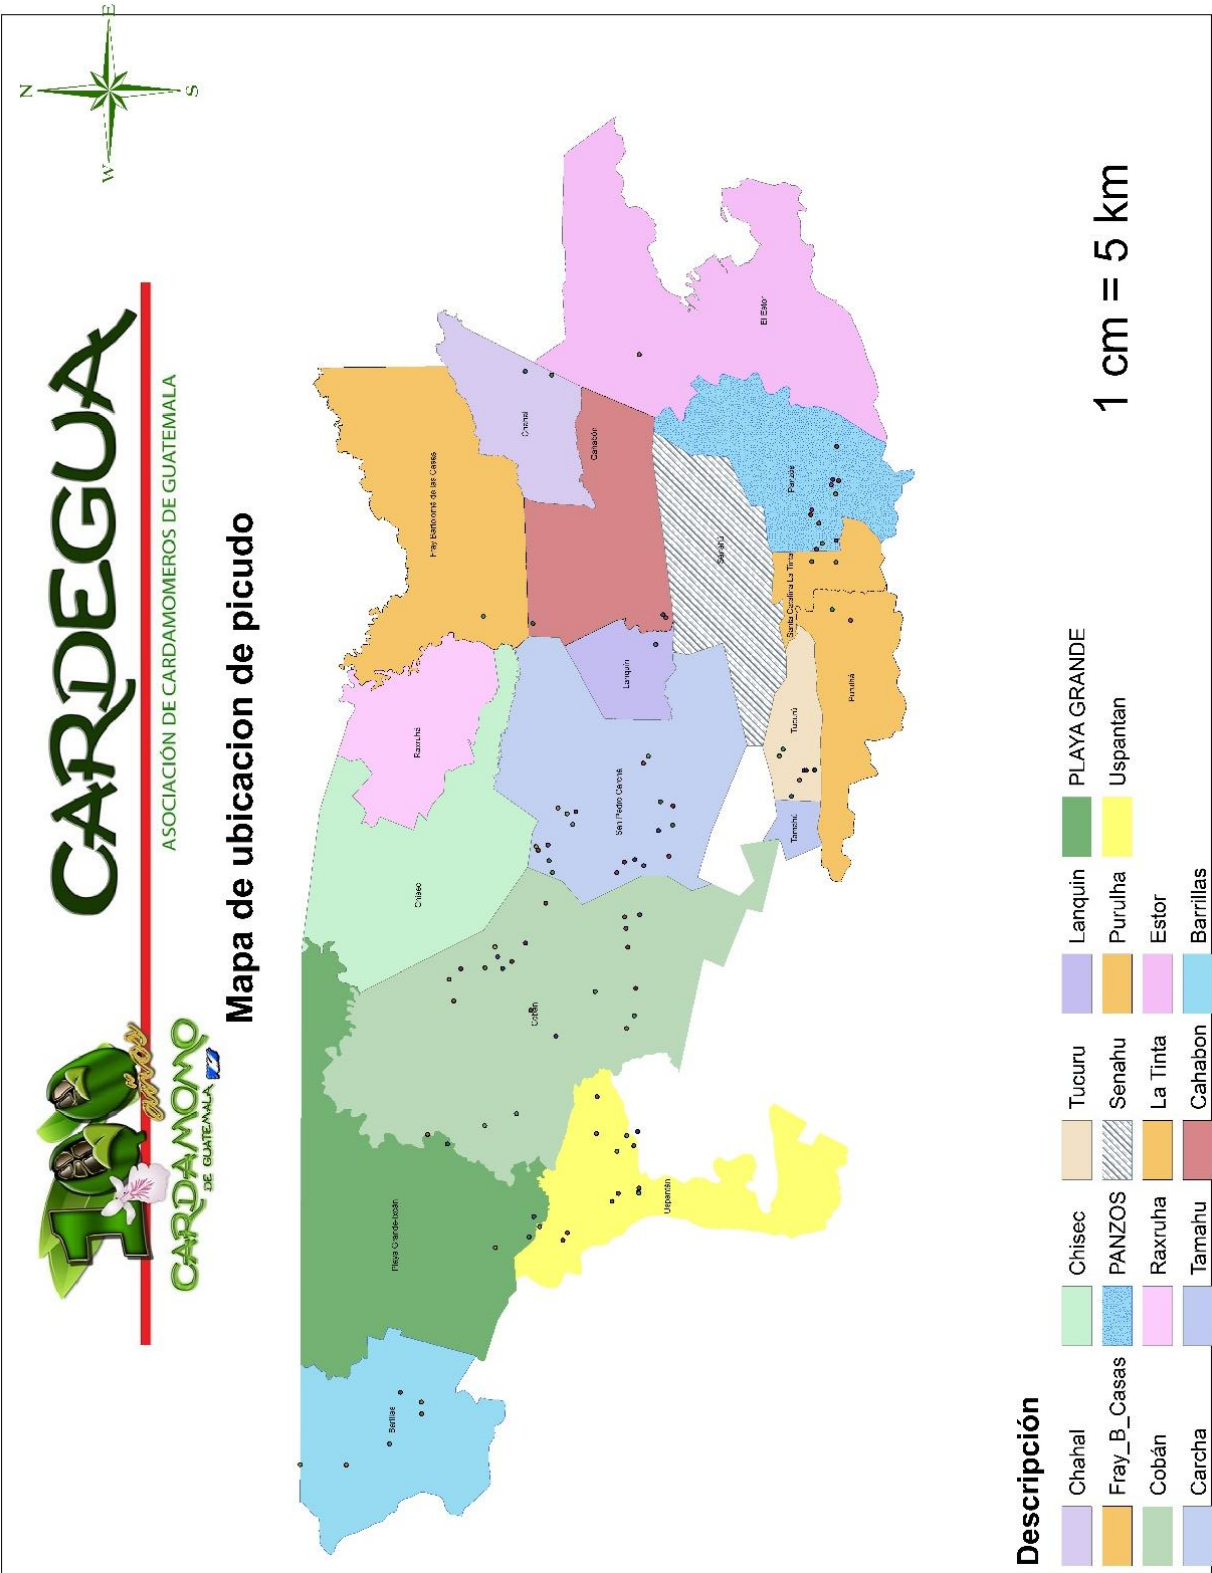 CARDEGUA
ASOCIACIÓN DE CARDAMOMEROS DE GUATEMALA
100 años
CARDAMOMO
DE GUATEMALA
N
W
E
S
Mapa de ubicacion de picudo
Barillas
Playa Grande-Ixcán
Uspantán
Cobán
Chisec
Raxruhá
Fray Bartolomé de las Casas
Chahal
Cahabón
Lanquín
San Pedro Carchá
Senahú
Tamahú
Tucurú
Santa Catalina La Tinta
Purulhá
Panzós
El Estor
1 cm = 5 km
Descripción
Chahal
Chisec
Tucuru
Lanquin
PLAYA GRANDE
Fray_B_Casas
PANZOS
Senahu
Purulha
Uspantan
Cobán
Raxruha
La Tinta
Estor
Carcha
Tamahu
Cahabon
Barrillas